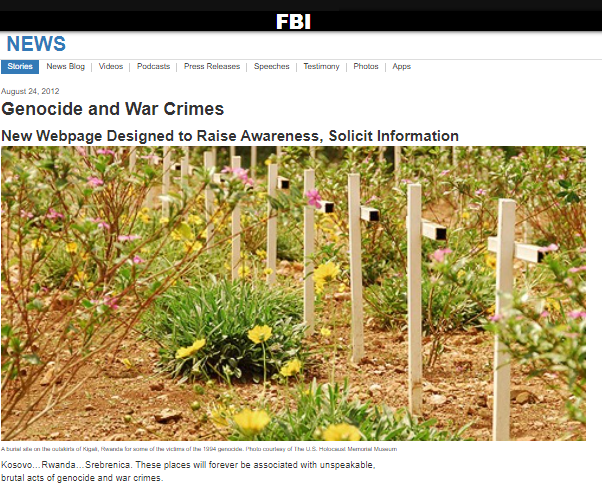 FBI
NEWS
Stories News Blog Videos Podcasts Press Releases Speeches Testimony Photos Apps
August 24, 2012
Genocide and War Crimes
New Webpage Designed to Raise Awareness, Solicit Information
A burial site on the outskirts of Kigali, Rwanda for some of the victims of the 1994 genocide. Photo courtesy of The U.S. Holocaust Memorial Museum
Kosovo…Rwanda…Srebrenica. These places will forever be associated with unspeakable,
brutal acts of genocide and war crimes.